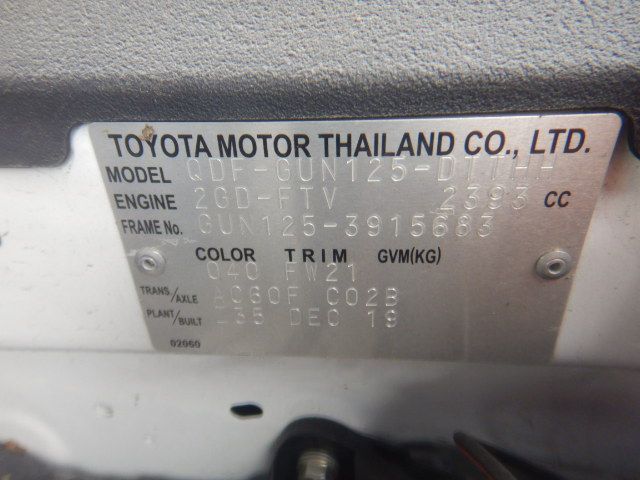 TOYOTA MOTOR THAILAND CO., LTD.
MODEL QDF-GUN125-DTTHH
ENGINE 2GD-FTV 2393 CC
FRAME No. GUN125-3915683
COLOR TRIM GVM(KG)
040 FW21
TRANS/AXLE AC60F C02B
PLANT/BUILT -35 DEC 19
02060